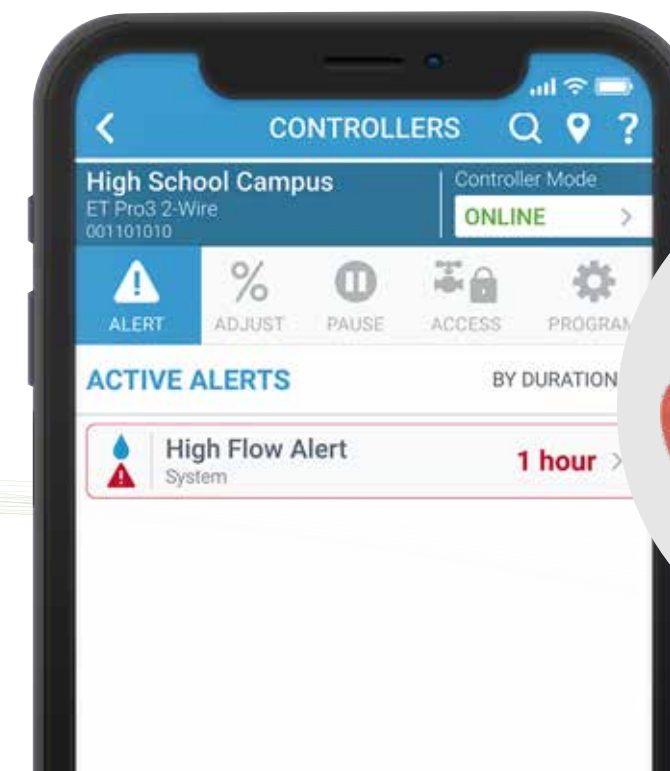 CONTROLLERS
?
High School Campus
ET Pro3 2-Wire
001101010
Controller Mode
ONLINE
ALERT
ADJUST
PAUSE
ACCESS
ACTIVE ALERTS
BY DURATION
High Flow Alert
System
1 hour